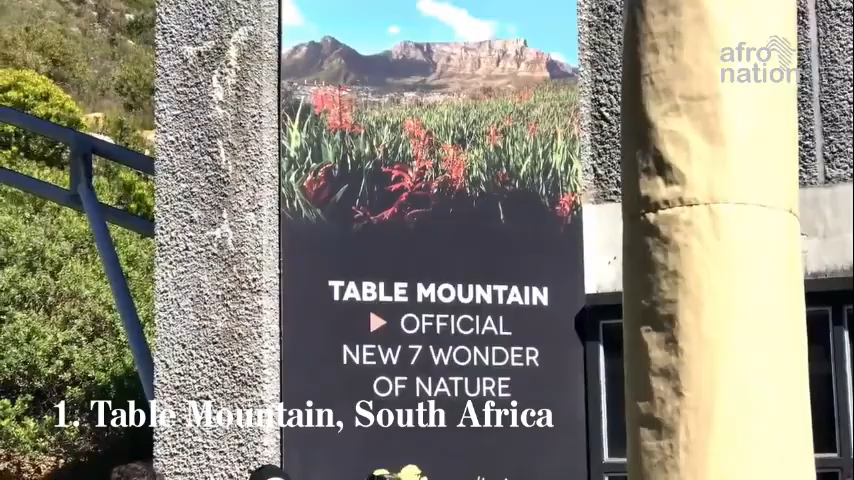 afro
nation
TABLE MOUNTAIN
OFFICIAL
NEW 7 WONDER
OF NATURE
1. Table Mountain, South Africa